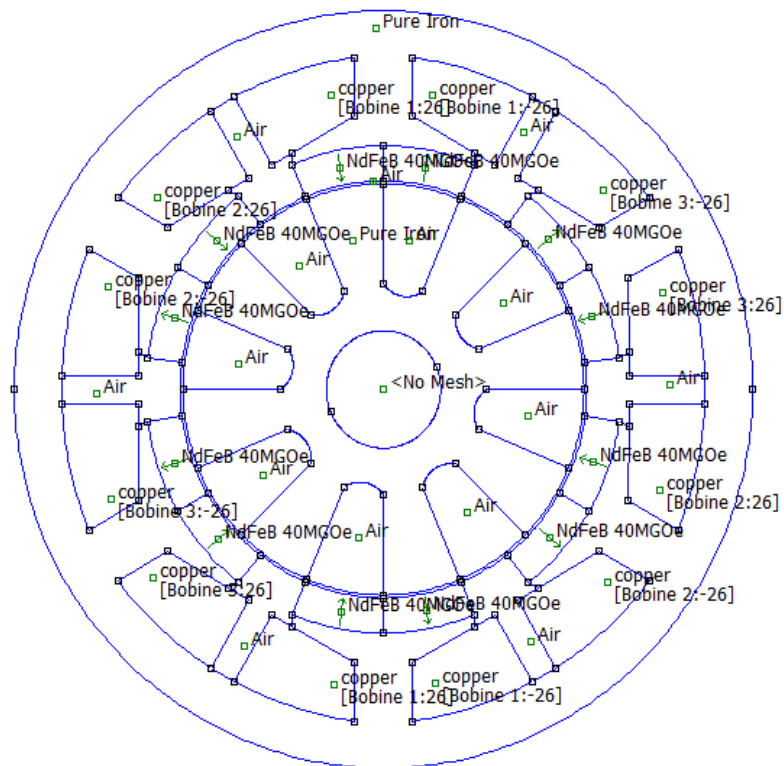 Pure Iron
copper
[Bobine 1:26]
copper
[Bobine 1:-26]
Air
Air
NdFeB 40MGOe
NdFeB 40MGOe
Air
copper
[Bobine 2:26]
copper
[Bobine 3:-26]
NdFeB 40MGOe
Pure Iron
Air
NdFeB 40MGOe
Air
copper
[Bobine 2:-26]
copper
[Bobine 3:26]
NdFeB 40MGOe
Air
NdFeB 40MGOe
Air
Air
<No Mesh>
Air
Air
NdFeB 40MGOe
Air
NdFeB 40MGOe
copper
[Bobine 3:-26]
copper
[Bobine 2:26]
NdFeB 40MGOe
Air
Air
NdFeB 40MGOe
copper
[Bobine 3:26]
copper
[Bobine 2:-26]
NdFeB 40MGOe
NdFeB 40MGOe
Air
Air
copper
[Bobine 1:26]
copper
[Bobine 1:-26]